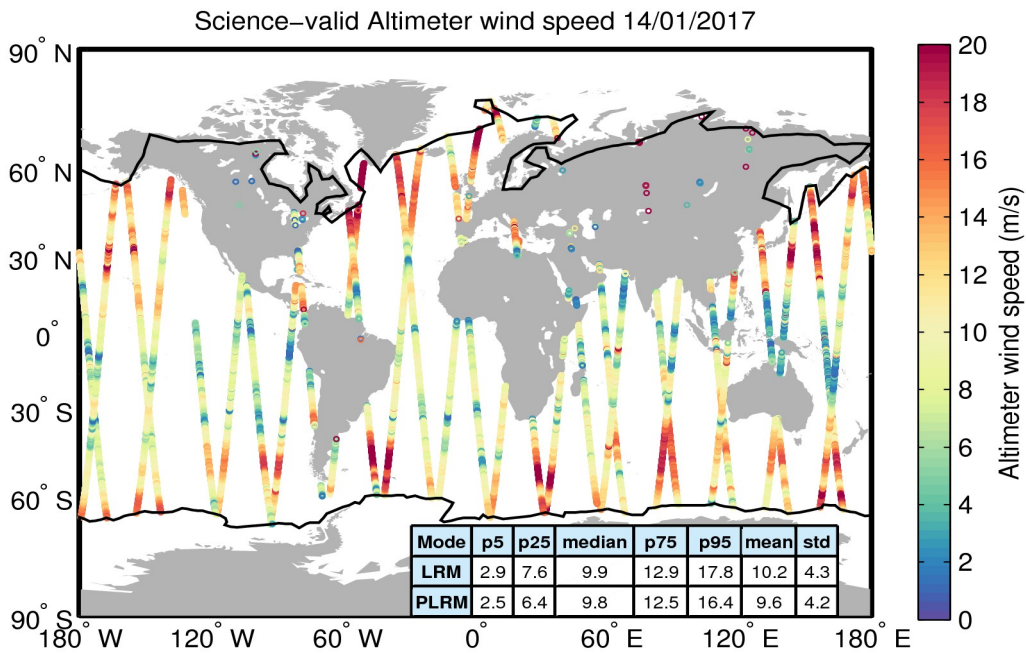 Science−valid Altimeter wind speed 14/01/2017
90° N
60° N
30° N
0°
30° S
60° S
90° S
180° W
120° W
60° W
0°
60° E
120° E
180° E
Mode p5 p25 median p75 p95 mean std
LRM 2.9 7.6 9.9 12.9 17.8 10.2 4.3
PLRM 2.5 6.4 9.8 12.5 16.4 9.6 4.2
20
18
16
14
12
10
8
6
4
2
0
Altimeter wind speed (m/s)